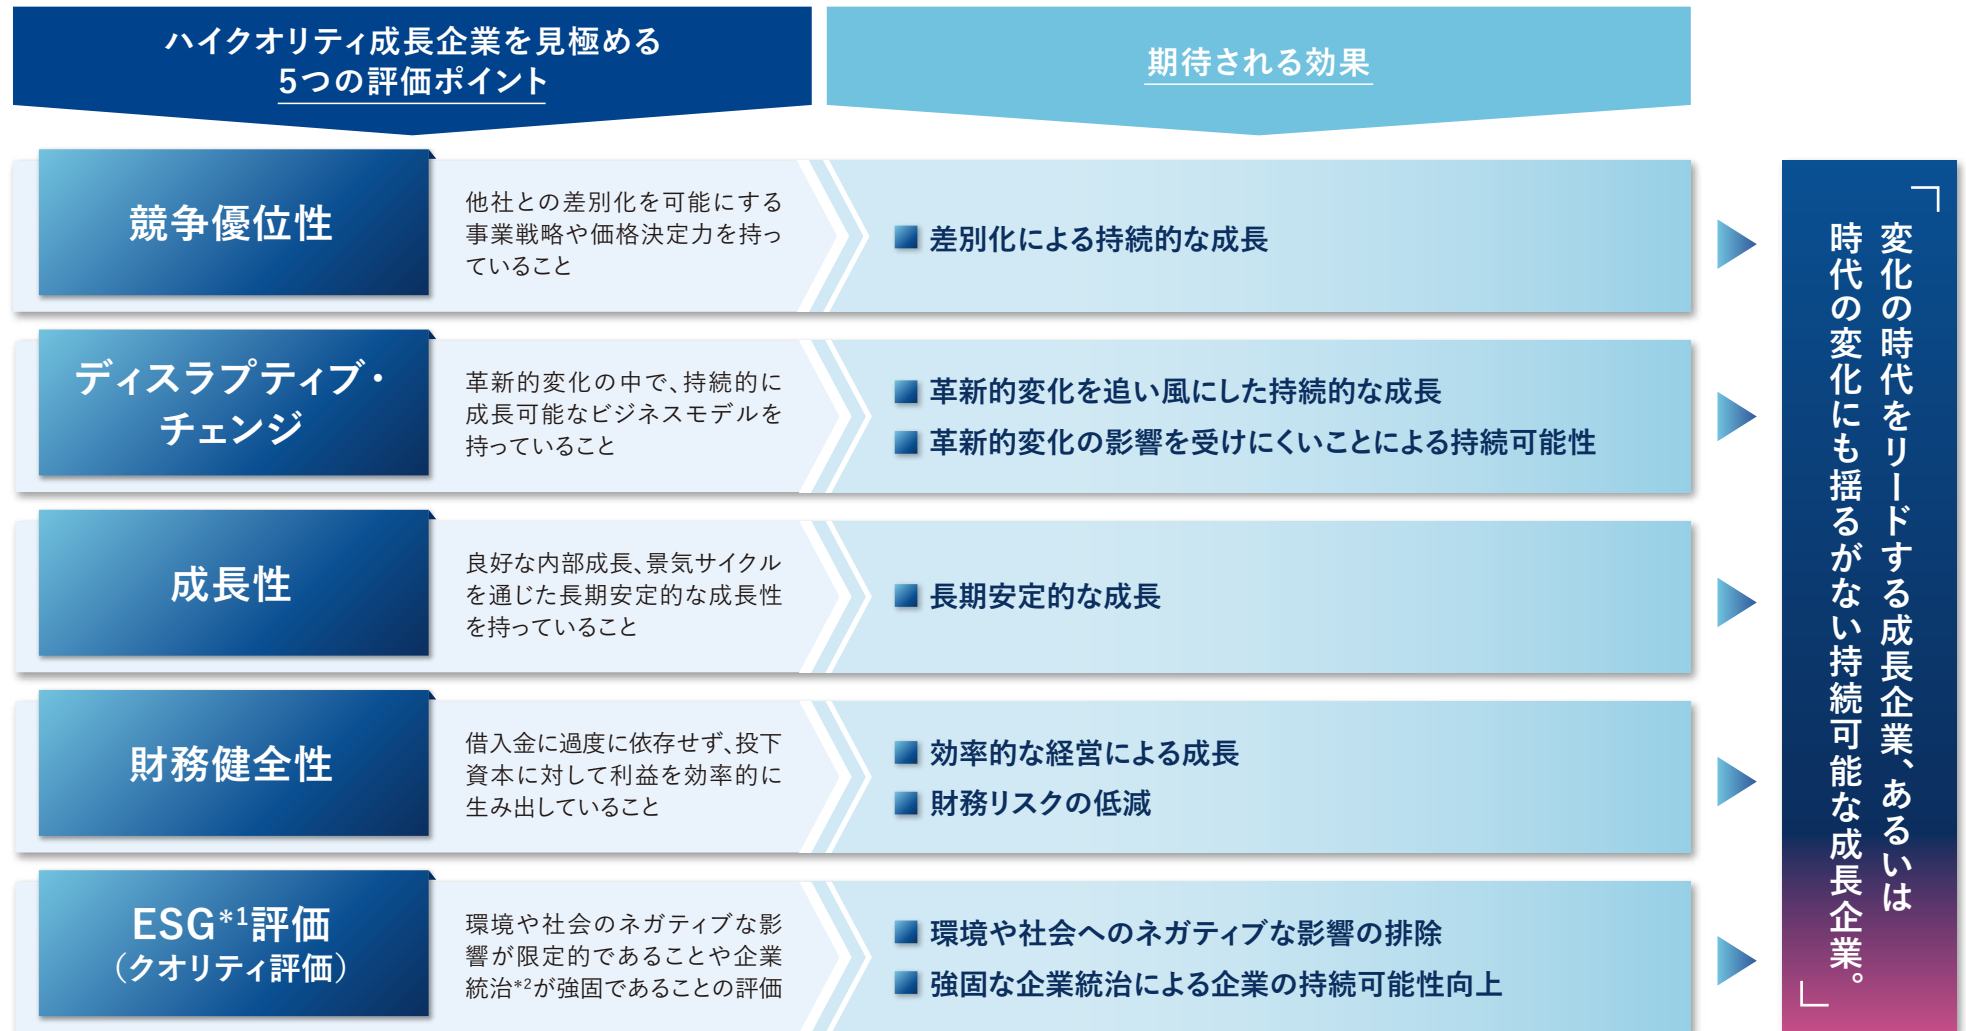 ハイクオリティ成長企業を見極める
5つの評価ポイント
期待される効果
競争優位性
他社との差別化を可能にする
事業戦略や価格決定力を持っ
ていること
差別化による持続的な成長
ディスラプティブ・
チェンジ
革新的変化の中で、持続的に
成長可能なビジネスモデルを
持っていること
革新的変化を追い風にした持続的な成長
革新的変化の影響を受けにくいことによる持続可能性
成長性
良好な内部成長、景気サイクル
を通じた長期安定的な成長性
を持っていること
長期安定的な成長
財務健全性
借入金に過度に依存せず、投下
資本に対して利益を効率的に
生み出していること
効率的な経営による成長
財務リスクの低減
ESG*1評価
（クオリティ評価）
環境や社会のネガティブな影
響が限定的であることや企業
統治*2が強固であることの評価
環境や社会へのネガティブな影響の排除
強固な企業統治による企業の持続可能性向上
「変化の時代をリードする成長企業、あるいは
時代の変化にも揺るがない持続可能な成長企業。」